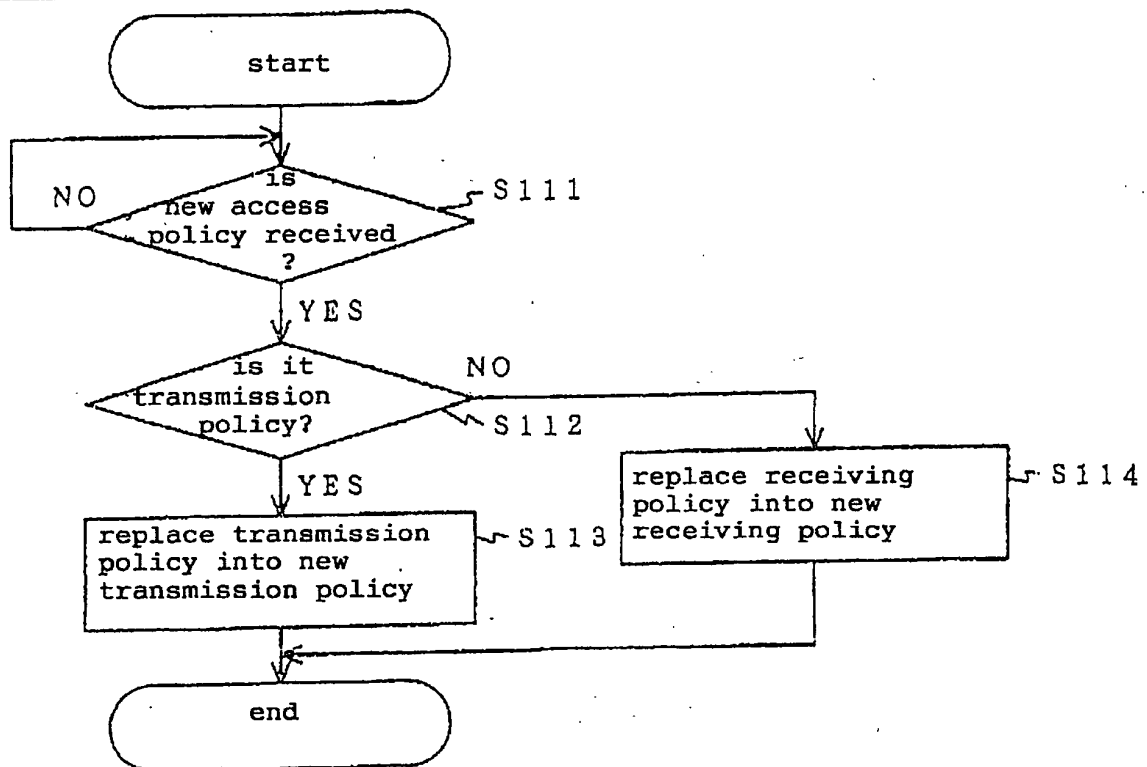 start
NO
is
new access
policy received
?
S111
YES
is it
transmission
policy?
NO
S112
YES
replace transmission
policy into new
transmission policy
S113
replace receiving
policy into new
receiving policy
S114
end